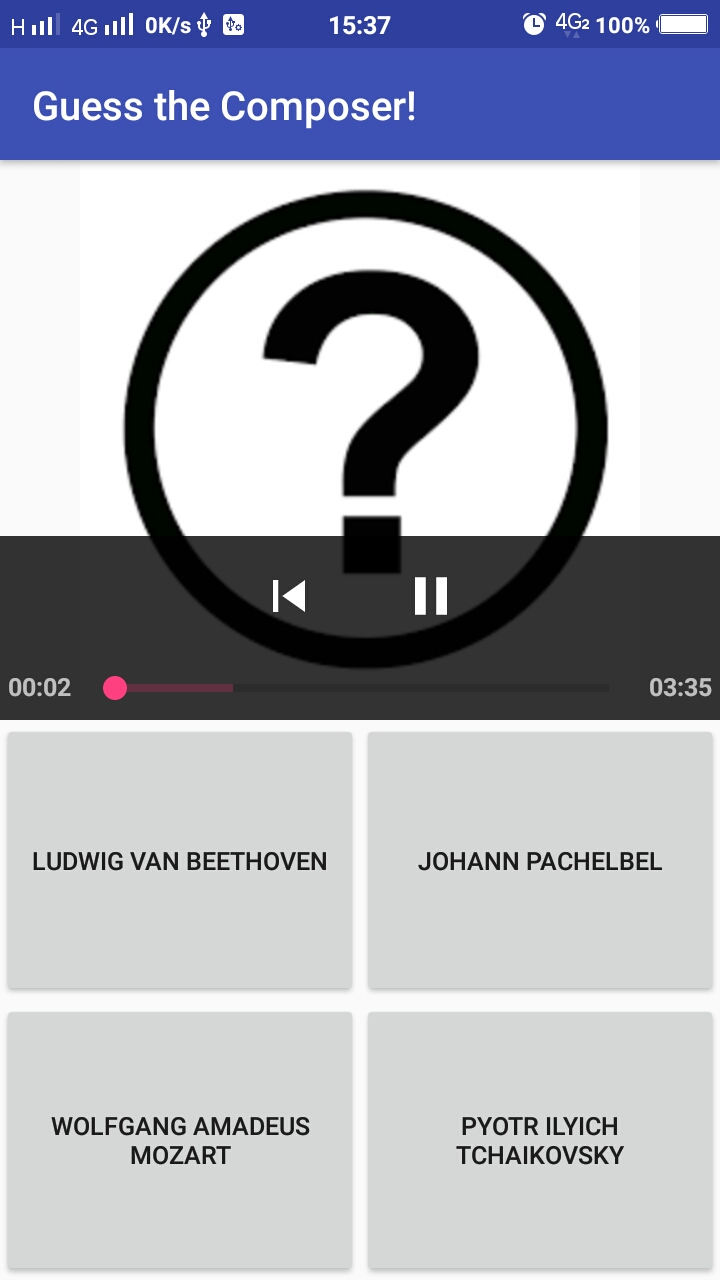 H 4G 0K/s 15:37 4G2 100%
Guess the Composer!
?
00:02 03:35
LUDWIG VAN BEETHOVEN
JOHANN PACHELBEL
WOLFGANG AMADEUS
MOZART
PYOTR ILYICH
TCHAIKOVSKY